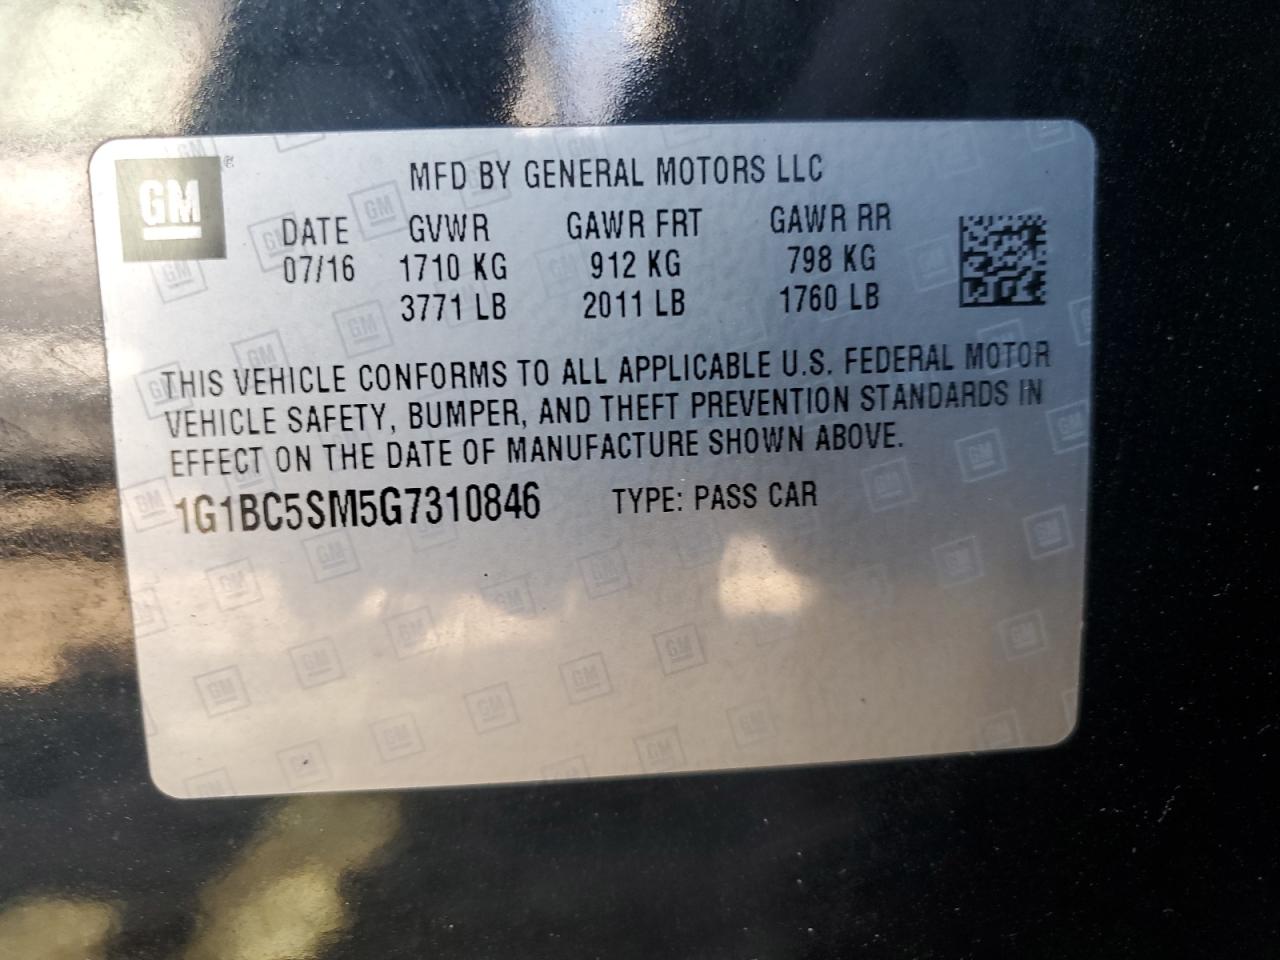 GM
MFD BY GENERAL MOTORS LLC
DATE GVWR GAWR FRT GAWR RR
07/16 1710 KG 912 KG 798 KG
3771 LB 2011 LB 1760 LB
THIS VEHICLE CONFORMS TO ALL APPLICABLE U.S. FEDERAL MOTOR
VEHICLE SAFETY, BUMPER, AND THEFT PREVENTION STANDARDS IN
EFFECT ON THE DATE OF MANUFACTURE SHOWN ABOVE.
1G1BC5SM5G7310846 TYPE: PASS CAR